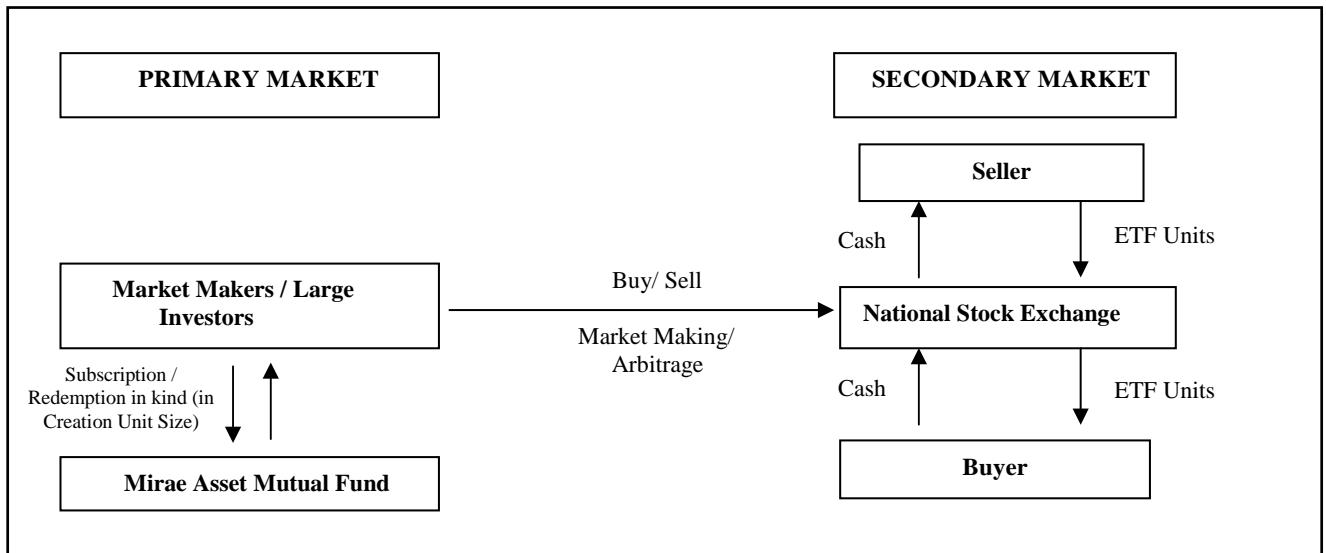 PRIMARY MARKET
SECONDARY MARKET
Seller
Cash
ETF Units
Market Makers / Large
Investors
Buy/ Sell
National Stock Exchange
Market Making/
Arbitrage
Subscription /
Redemption in kind (in
Creation Unit Size)
Cash
ETF Units
Mirae Asset Mutual Fund
Buyer